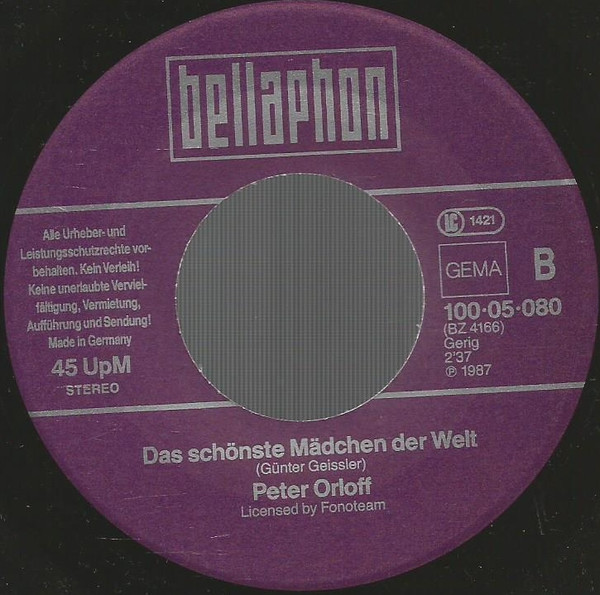 bellaphon
Alle Urheber- und
Leistungsschutzrechte vor-
behalten. Kein Verleih!
Keine unerlaubte Verviel-
fältigung, Vermietung,
Aufführung und Sendung!
Made in Germany
45 UpM
STEREO
LC 1421
GEMA
B
100·05·080
(BZ 4166)
Gerig
2'37
℗ 1987
Das schönste Mädchen der Welt
(Günter Geissler)
Peter Orloff
Licensed by Fonoteam